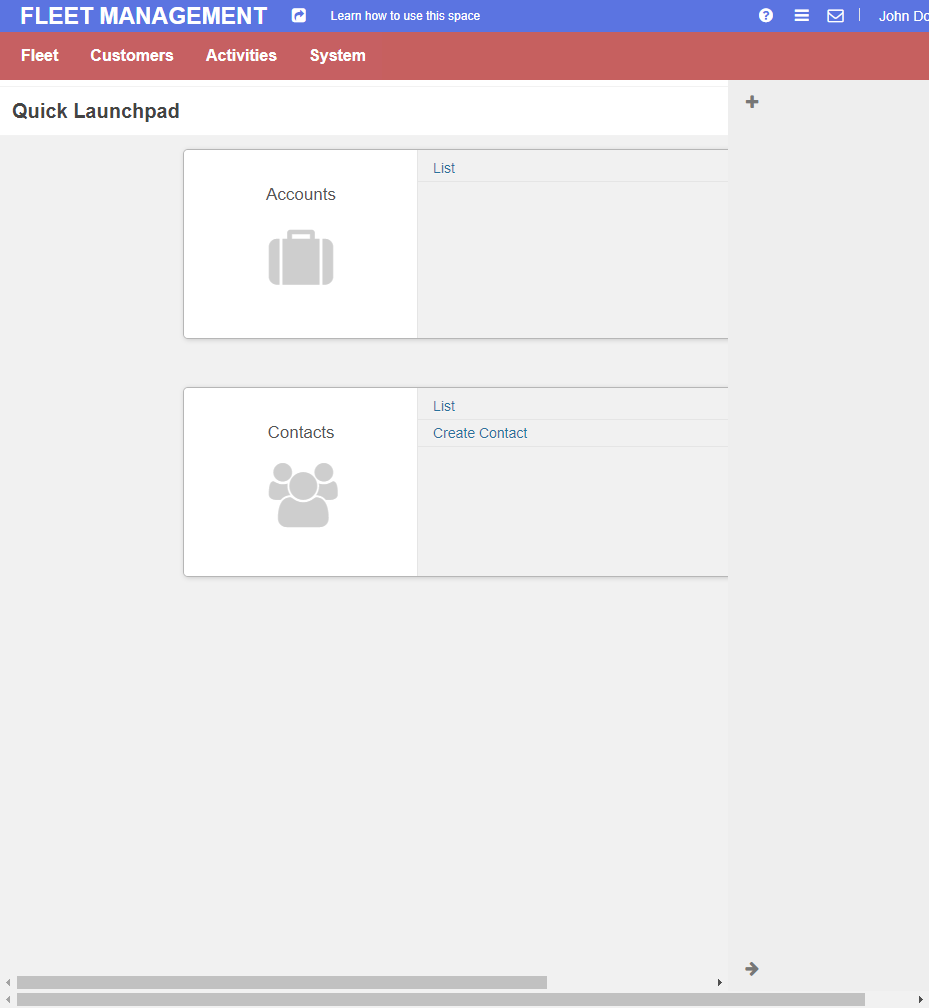 FLEET MANAGEMENT Learn how to use this space John Do
Fleet Customers Activities System
Quick Launchpad
Accounts
List
Contacts
List
Create Contact